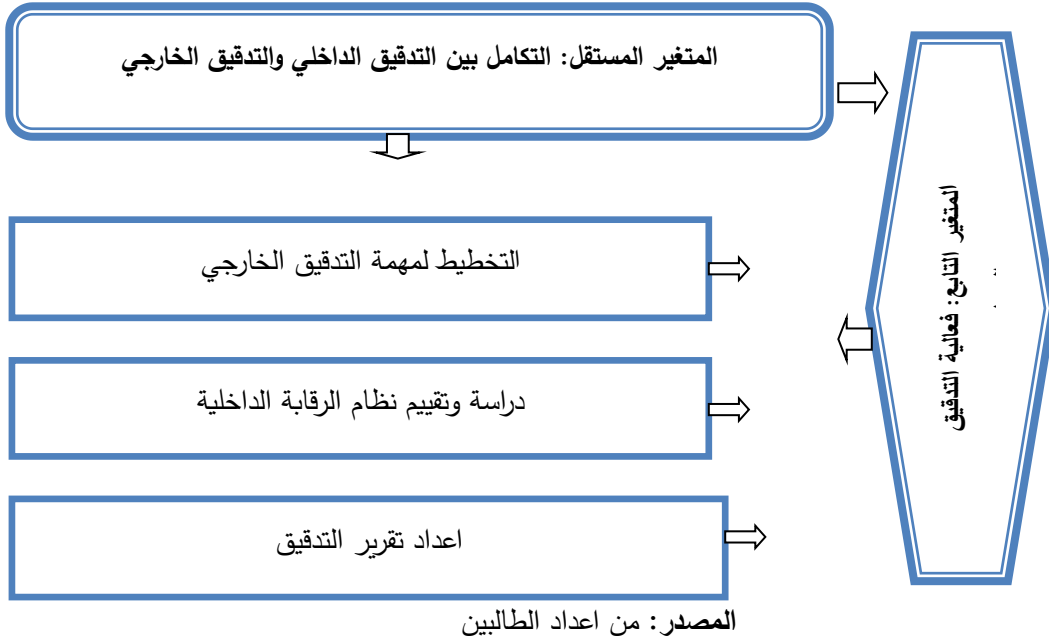 المتغير المستقل: التكامل بين التدقيق الداخلي والتدقيق الخارجي
المتغير التابع: فعالية التدقيق
التخطيط لمهمة التدقيق الخارجي
دراسة وتقييم نظام الرقابة الداخلية
اعداد تقرير التدقيق
المصدر: من اعداد الطالبين